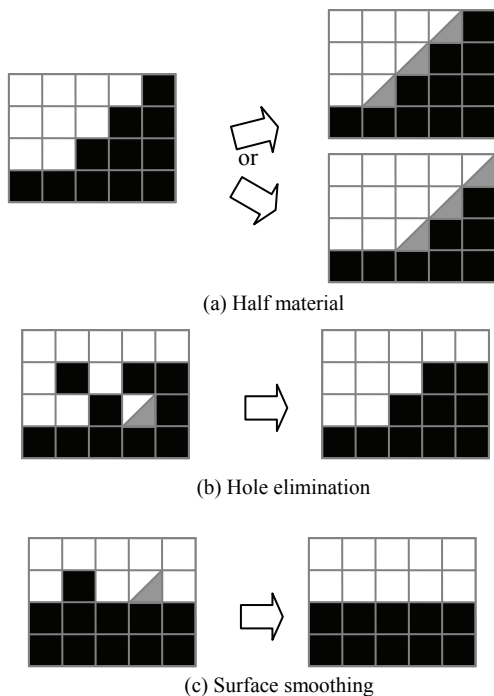 or
(a) Half material
(b) Hole elimination
(c) Surface smoothing